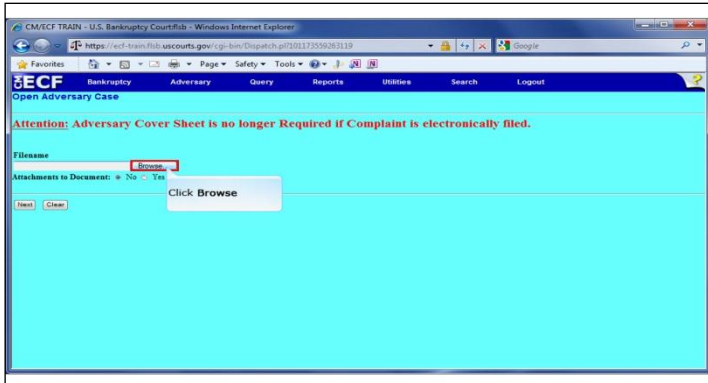 CM/ECF TRAIN - U.S. Bankruptcy Court:flsb - Windows Internet Explorer
https://ecf-train.flsb.uscourts.gov/cgi-bin/Dispatch.pl?101173559263119
Google
Favorites Page Safety Tools
ECF Bankruptcy Adversary Query Reports Utilities Search Logout
Open Adversary Case
Attention: Adversary Cover Sheet is no longer Required if Complaint is electronically filed.
Filename
Browse...
Attachments to Document: No Yes
Click Browse
Next Clear